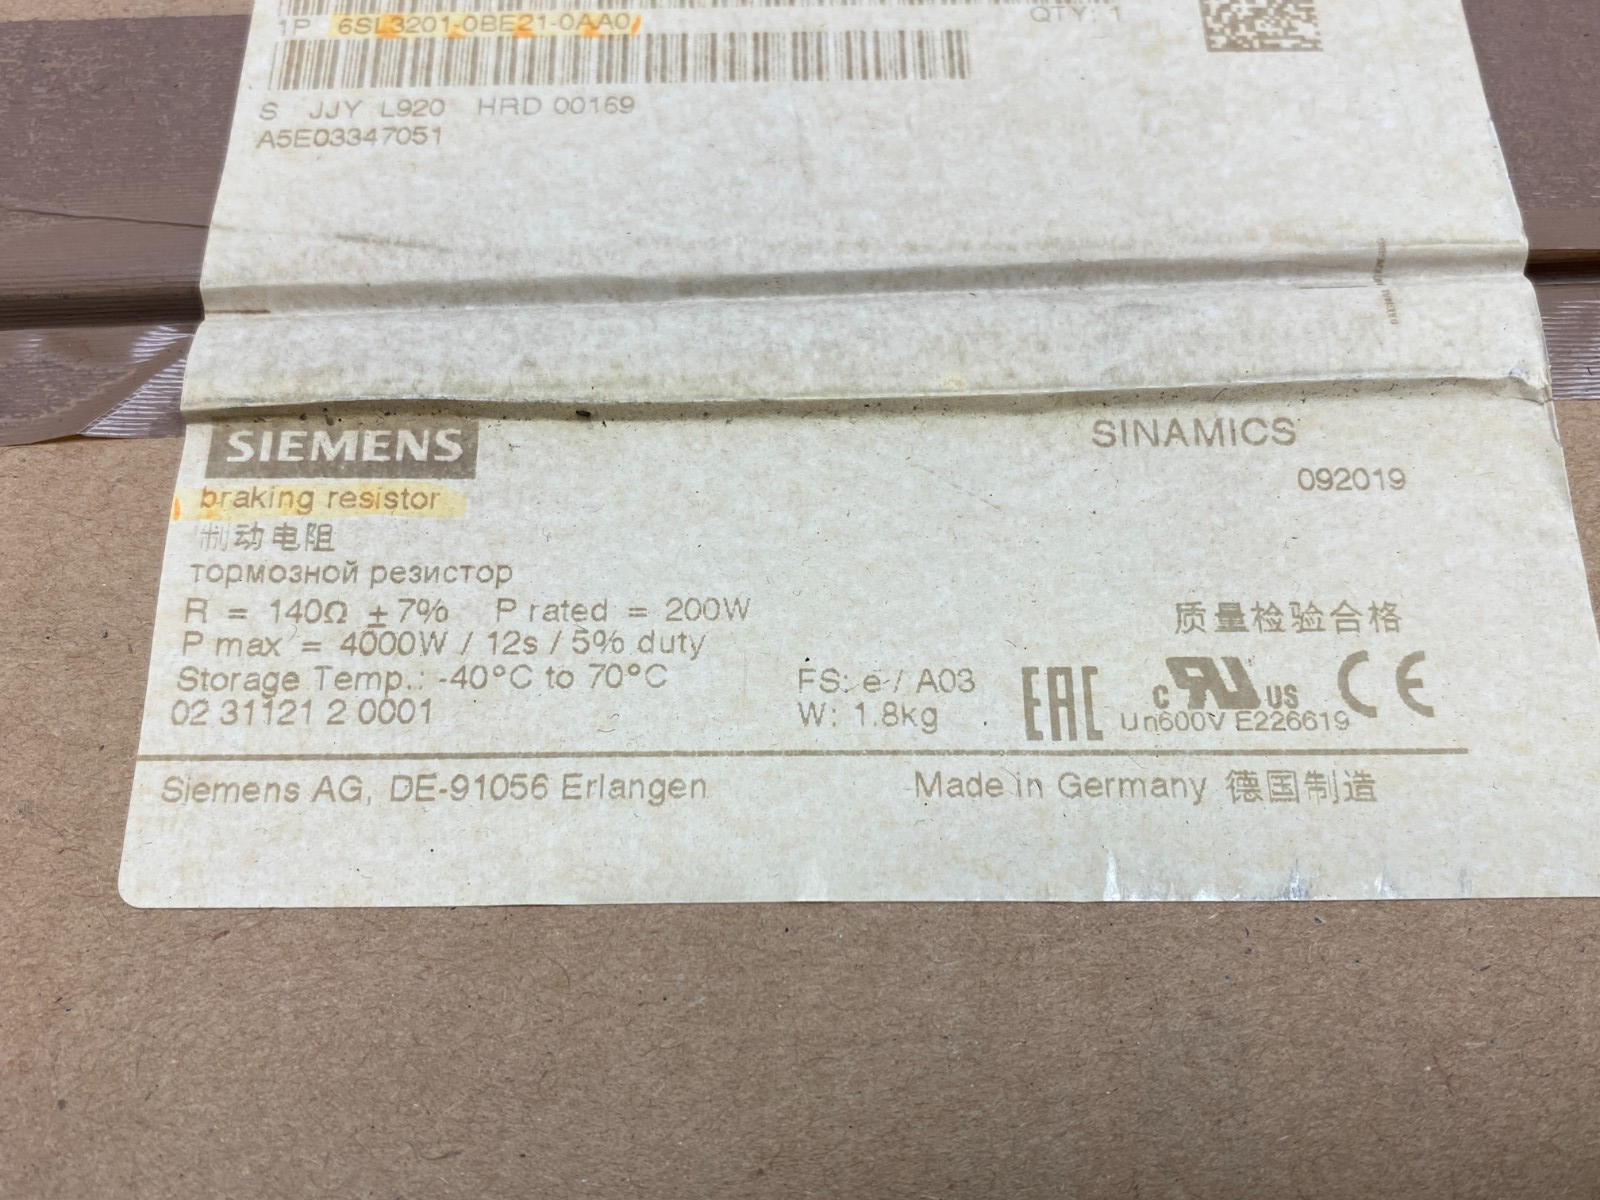 1P 6SL3201-0BE21-0AA0 QTY: 1
S JJY L920 HRD 00169
A5E03347051
SIEMENS SINAMICS
092019
braking resistor
制动电阻
тормозной резистор
R = 140Ω ±7% P rated = 200W
P max = 4000W / 12s / 5% duty
质量检验合格
Storage Temp.: -40°C to 70°C FS: e / A03
02 31121 2 0001 W: 1.8kg
EAC c RU US CE
Un600V E226619
Siemens AG, DE-91056 Erlangen Made in Germany 德国制造